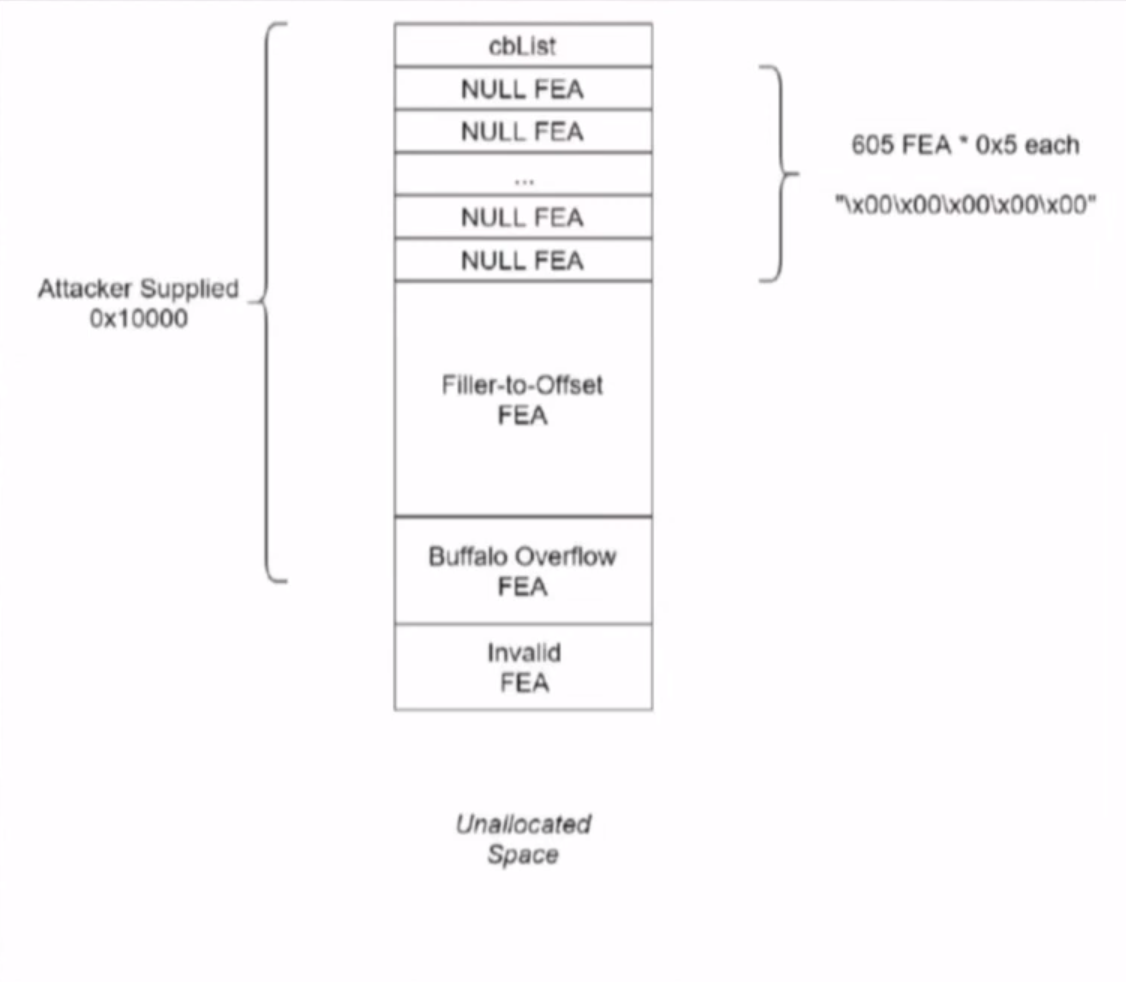 cbList
NULL FEA
NULL FEA
...
NULL FEA
NULL FEA
605 FEA * 0x5 each
"\x00\x00\x00\x00\x00"
Attacker Supplied
0x10000
Filler-to-Offset
FEA
Buffalo Overflow
FEA
Invalid
FEA
Unallocated
Space